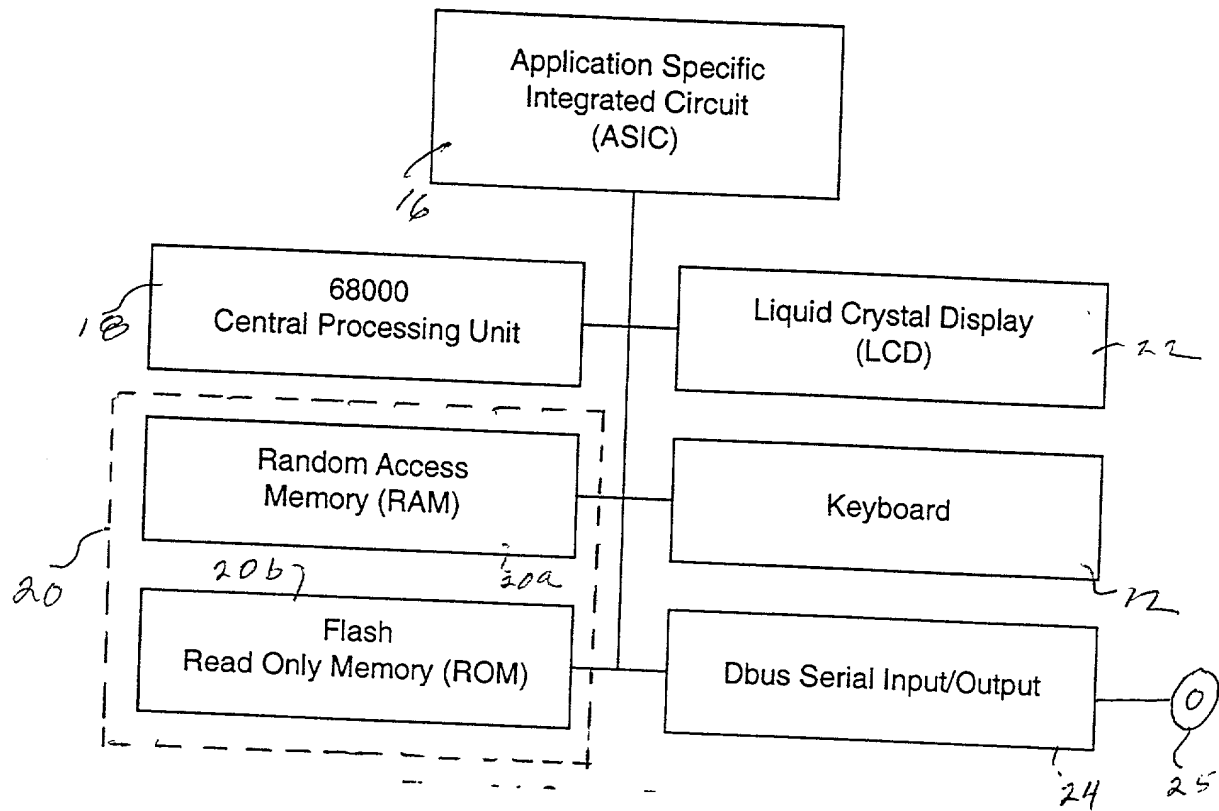 Application Specific
Integrated Circuit
(ASIC)
16
68000
Central Processing Unit
18
Liquid Crystal Display
(LCD)
22
Random Access
Memory (RAM)
20a
20
Keyboard
20b
Flash
Read Only Memory (ROM)
Dbus Serial Input/Output
24
25